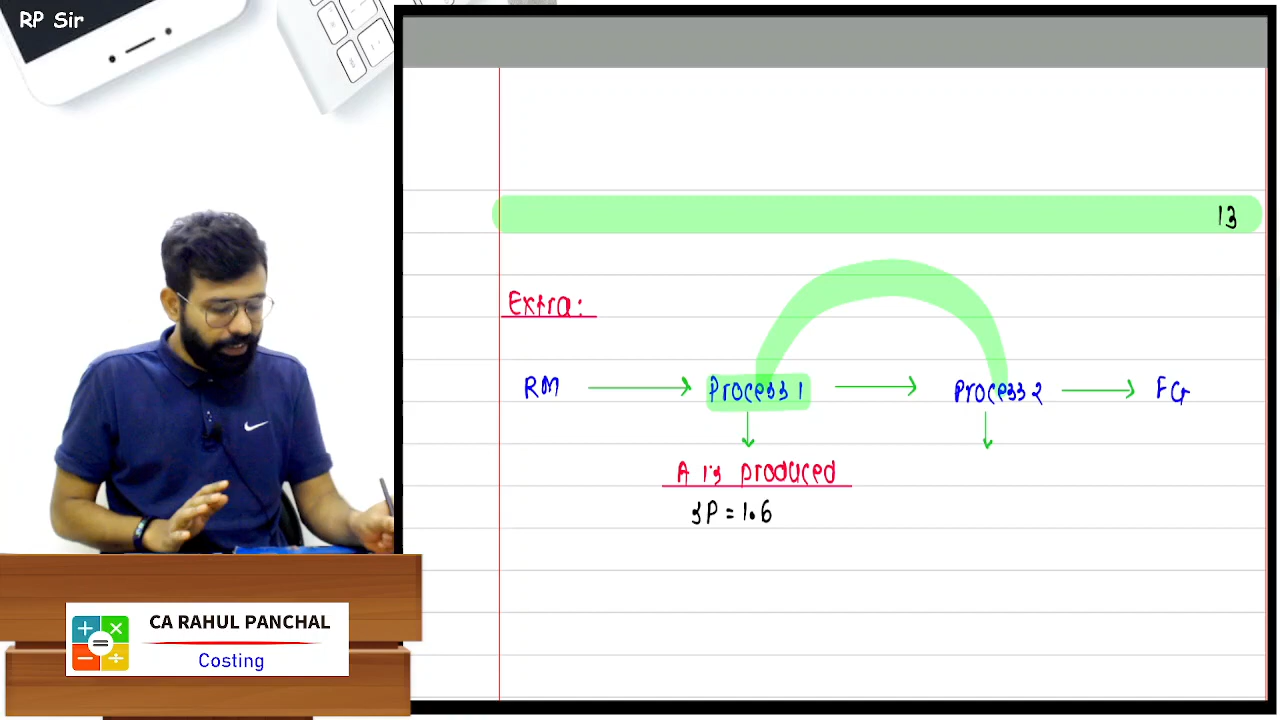 RP Sir
13
Extra:
RM → Process 1 → Process 2 → FG
A is produced
SP = 1.6
CA RAHUL PANCHAL
Costing